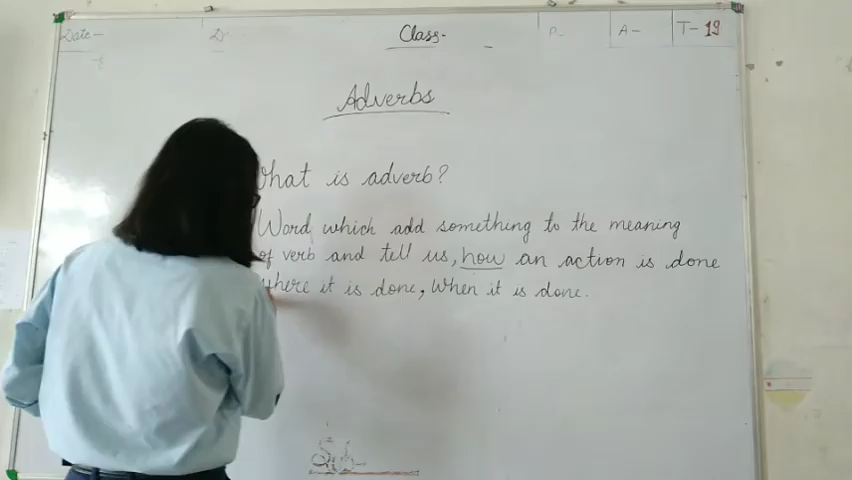 Date- D: Class- P- A- T-19
Adverbs
What is adverb?
Word which add something to the meaning
of verb and tell us, how an action is done
where it is done, When it is done.
Sub-